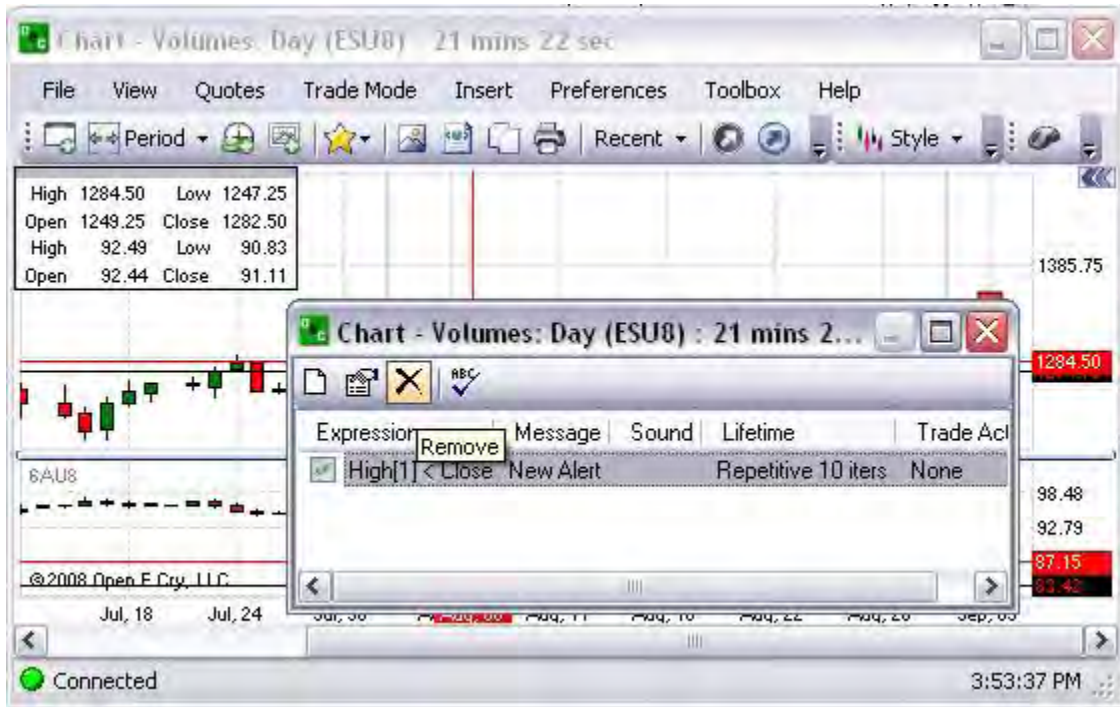 Chart - Volumes: Day (ESU8) 21 mins 22 sec
File View Quotes Trade Mode Insert Preferences Toolbox Help
Period Recent Style
High 1284.50 Low 1247.25
Open 1249.25 Close 1282.50
High 92.49 Low 90.83
Open 92.44 Close 91.11
1385.75
1284.50
Chart - Volumes: Day (ESU8) : 21 mins 2...
ABC
Expression Message Sound Lifetime Trade Act
Remove
High[1] < Close New Alert Repetitive 10 iters None
6AU8
98.48
92.79
87.15
83.42
©2008 Open E Cry, LLC
Jul, 18 Jul, 24
Connected 3:53:37 PM